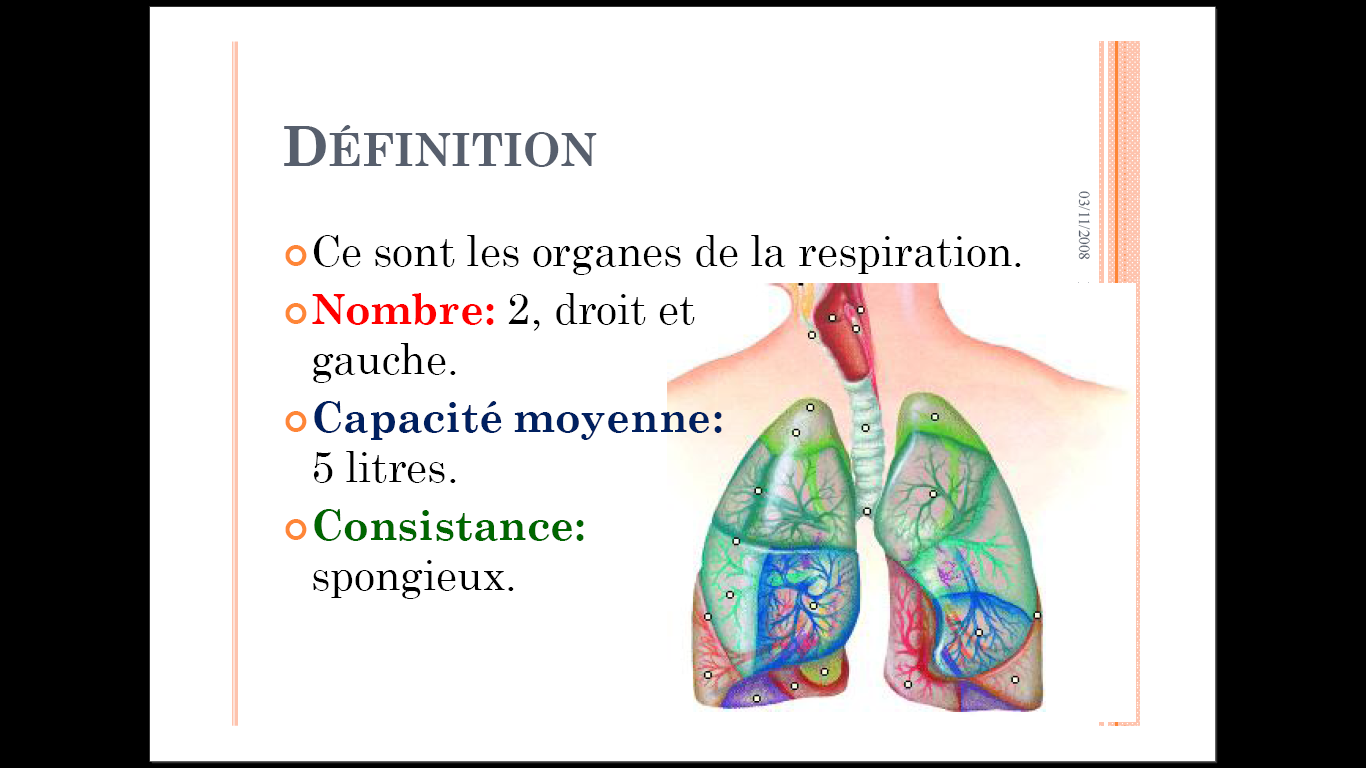 DÉFINITION
Ce sont les organes de la respiration.
Nombre: 2, droit et
gauche.
Capacité moyenne:
5 litres.
Consistance:
spongieux.
03/11/2008